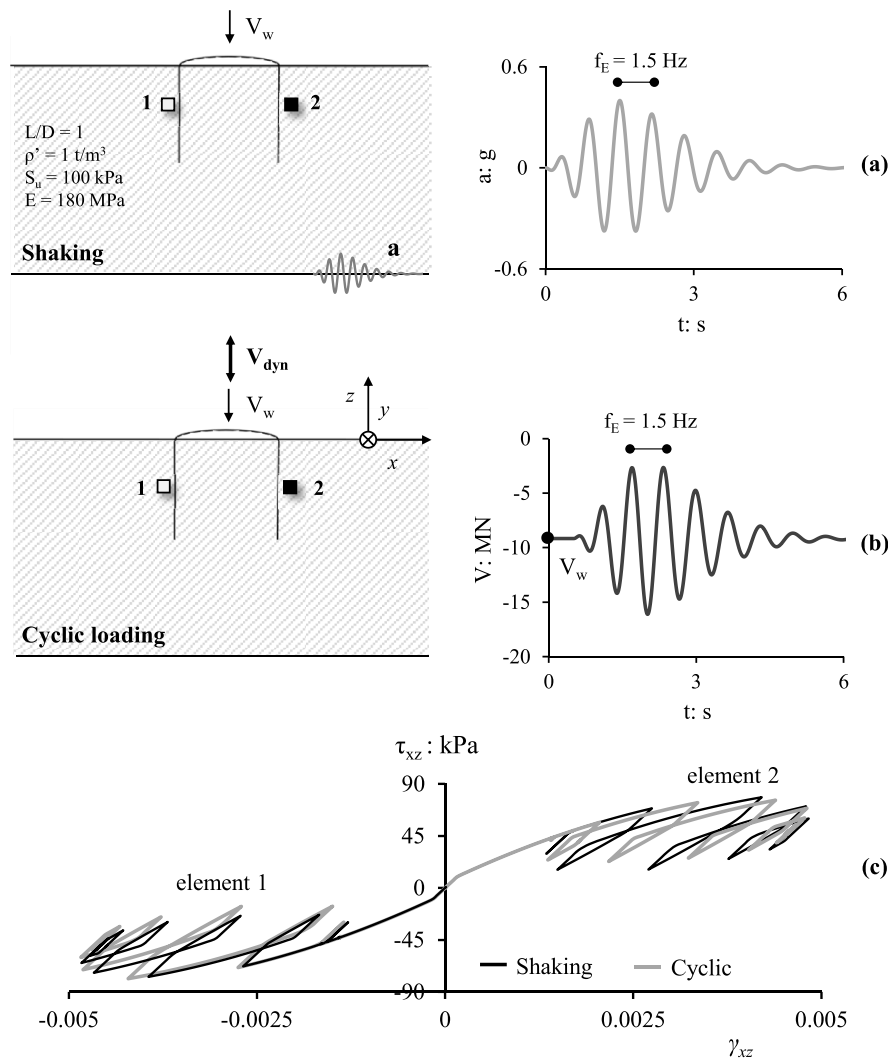 V_w
1
2
L/D = 1
ρ’ = 1 t/m³
S_u = 100 kPa
E = 180 MPa
Shaking
a
f_E = 1.5 Hz
0.6
0
-0.6
a: g
0
3
6
t: s
(a)
V_dyn
V_w
z
y
x
1
2
Cyclic loading
f_E = 1.5 Hz
0
-5
-10
-15
-20
V: MN
V_w
0
3
6
t: s
(b)
τ_xz : kPa
90
45
0
-45
-90
element 2
element 1
(c)
Shaking
Cyclic
-0.005
-0.0025
0
0.0025
0.005
γ_xz